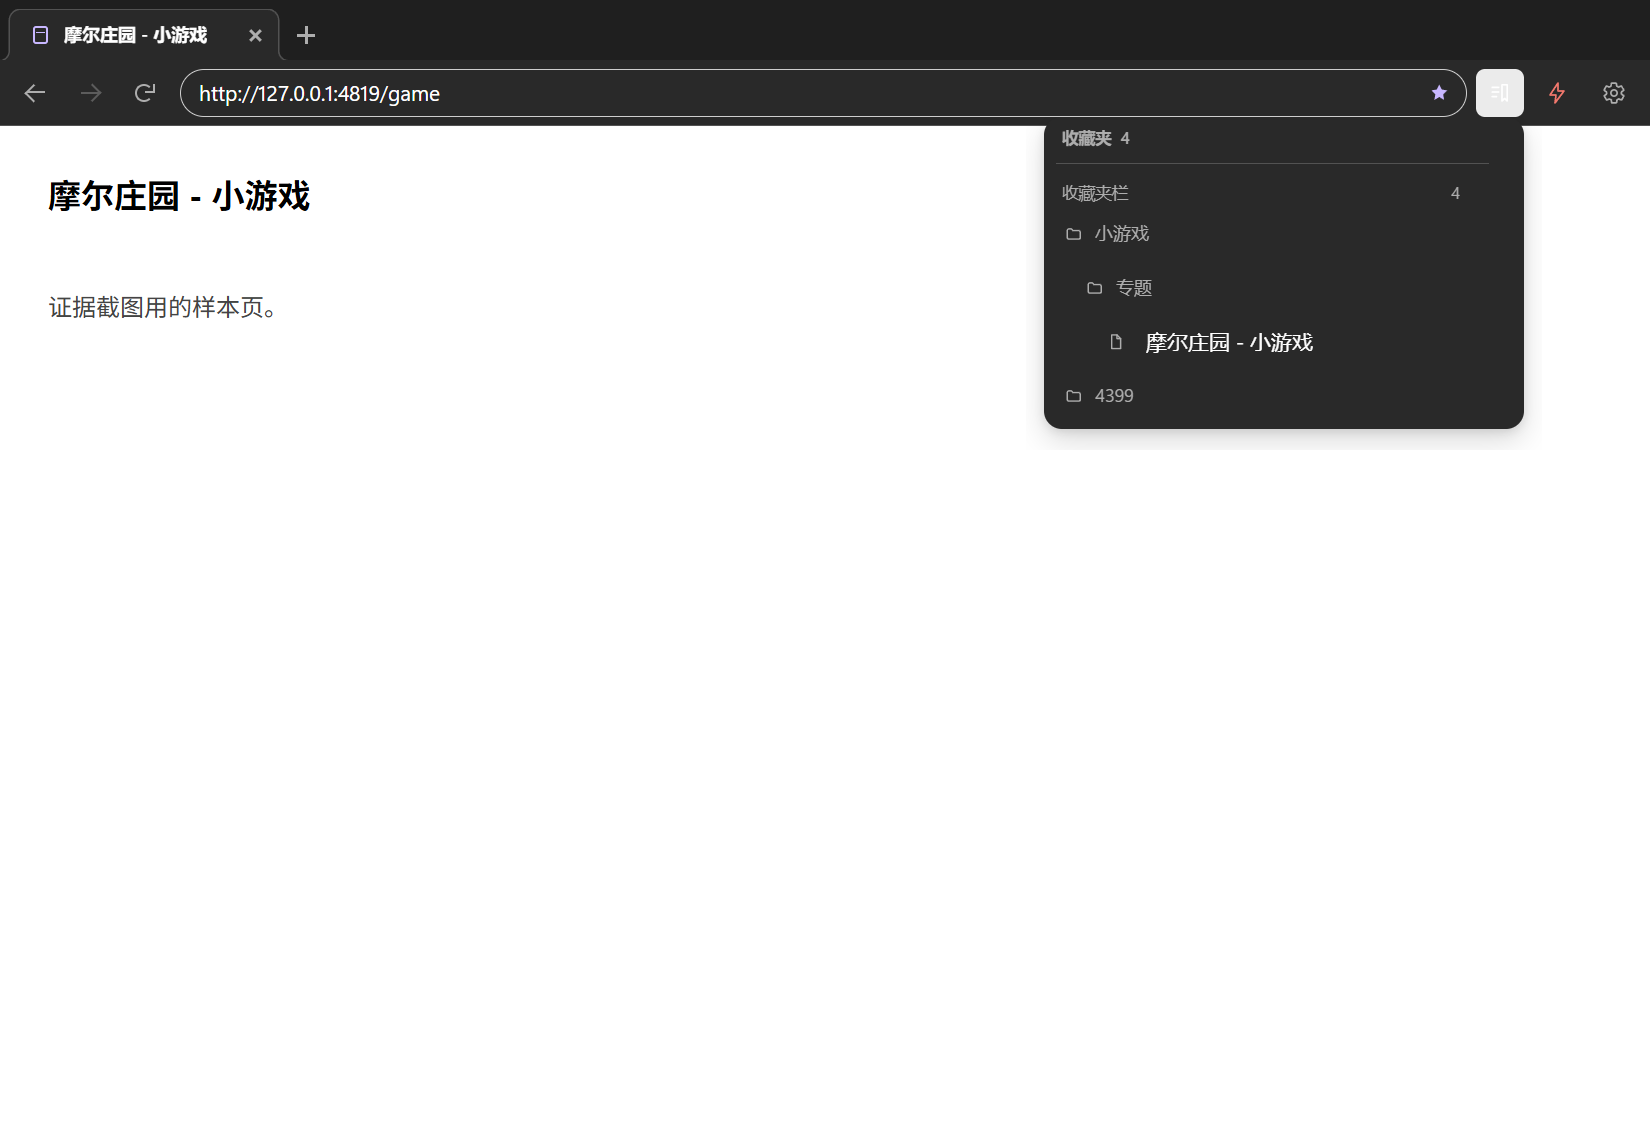 摩尔庄园 - 小游戏
http://127.0.0.1:4819/game
收藏夹 4
摩尔庄园 - 小游戏
收藏夹栏 4
小游戏
专题
证据截图用的样本页。
摩尔庄园 - 小游戏
4399